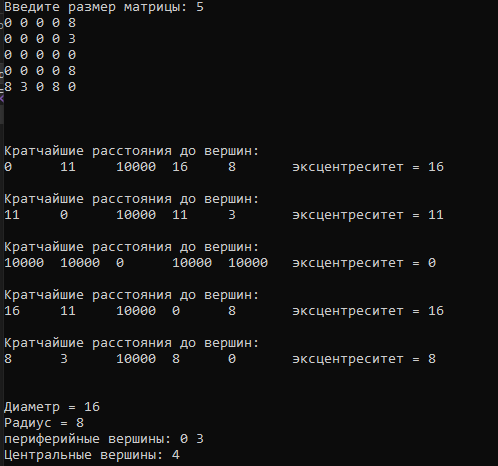 Введите размер матрицы: 5
0 0 0 0 8
0 0 0 0 3
0 0 0 0 0
0 0 0 0 8
8 3 0 8 0
Кратчайшие расстояния до вершин:
0 11 10000 16 8 эксцентреситет = 16
Кратчайшие расстояния до вершин:
11 0 10000 11 3 эксцентреситет = 11
Кратчайшие расстояния до вершин:
10000 10000 0 10000 10000 эксцентреситет = 0
Кратчайшие расстояния до вершин:
16 11 10000 0 8 эксцентреситет = 16
Кратчайшие расстояния до вершин:
8 3 10000 8 0 эксцентреситет = 8
Диаметр = 16
Радиус = 8
периферийные вершины: 0 3
Центральные вершины: 4